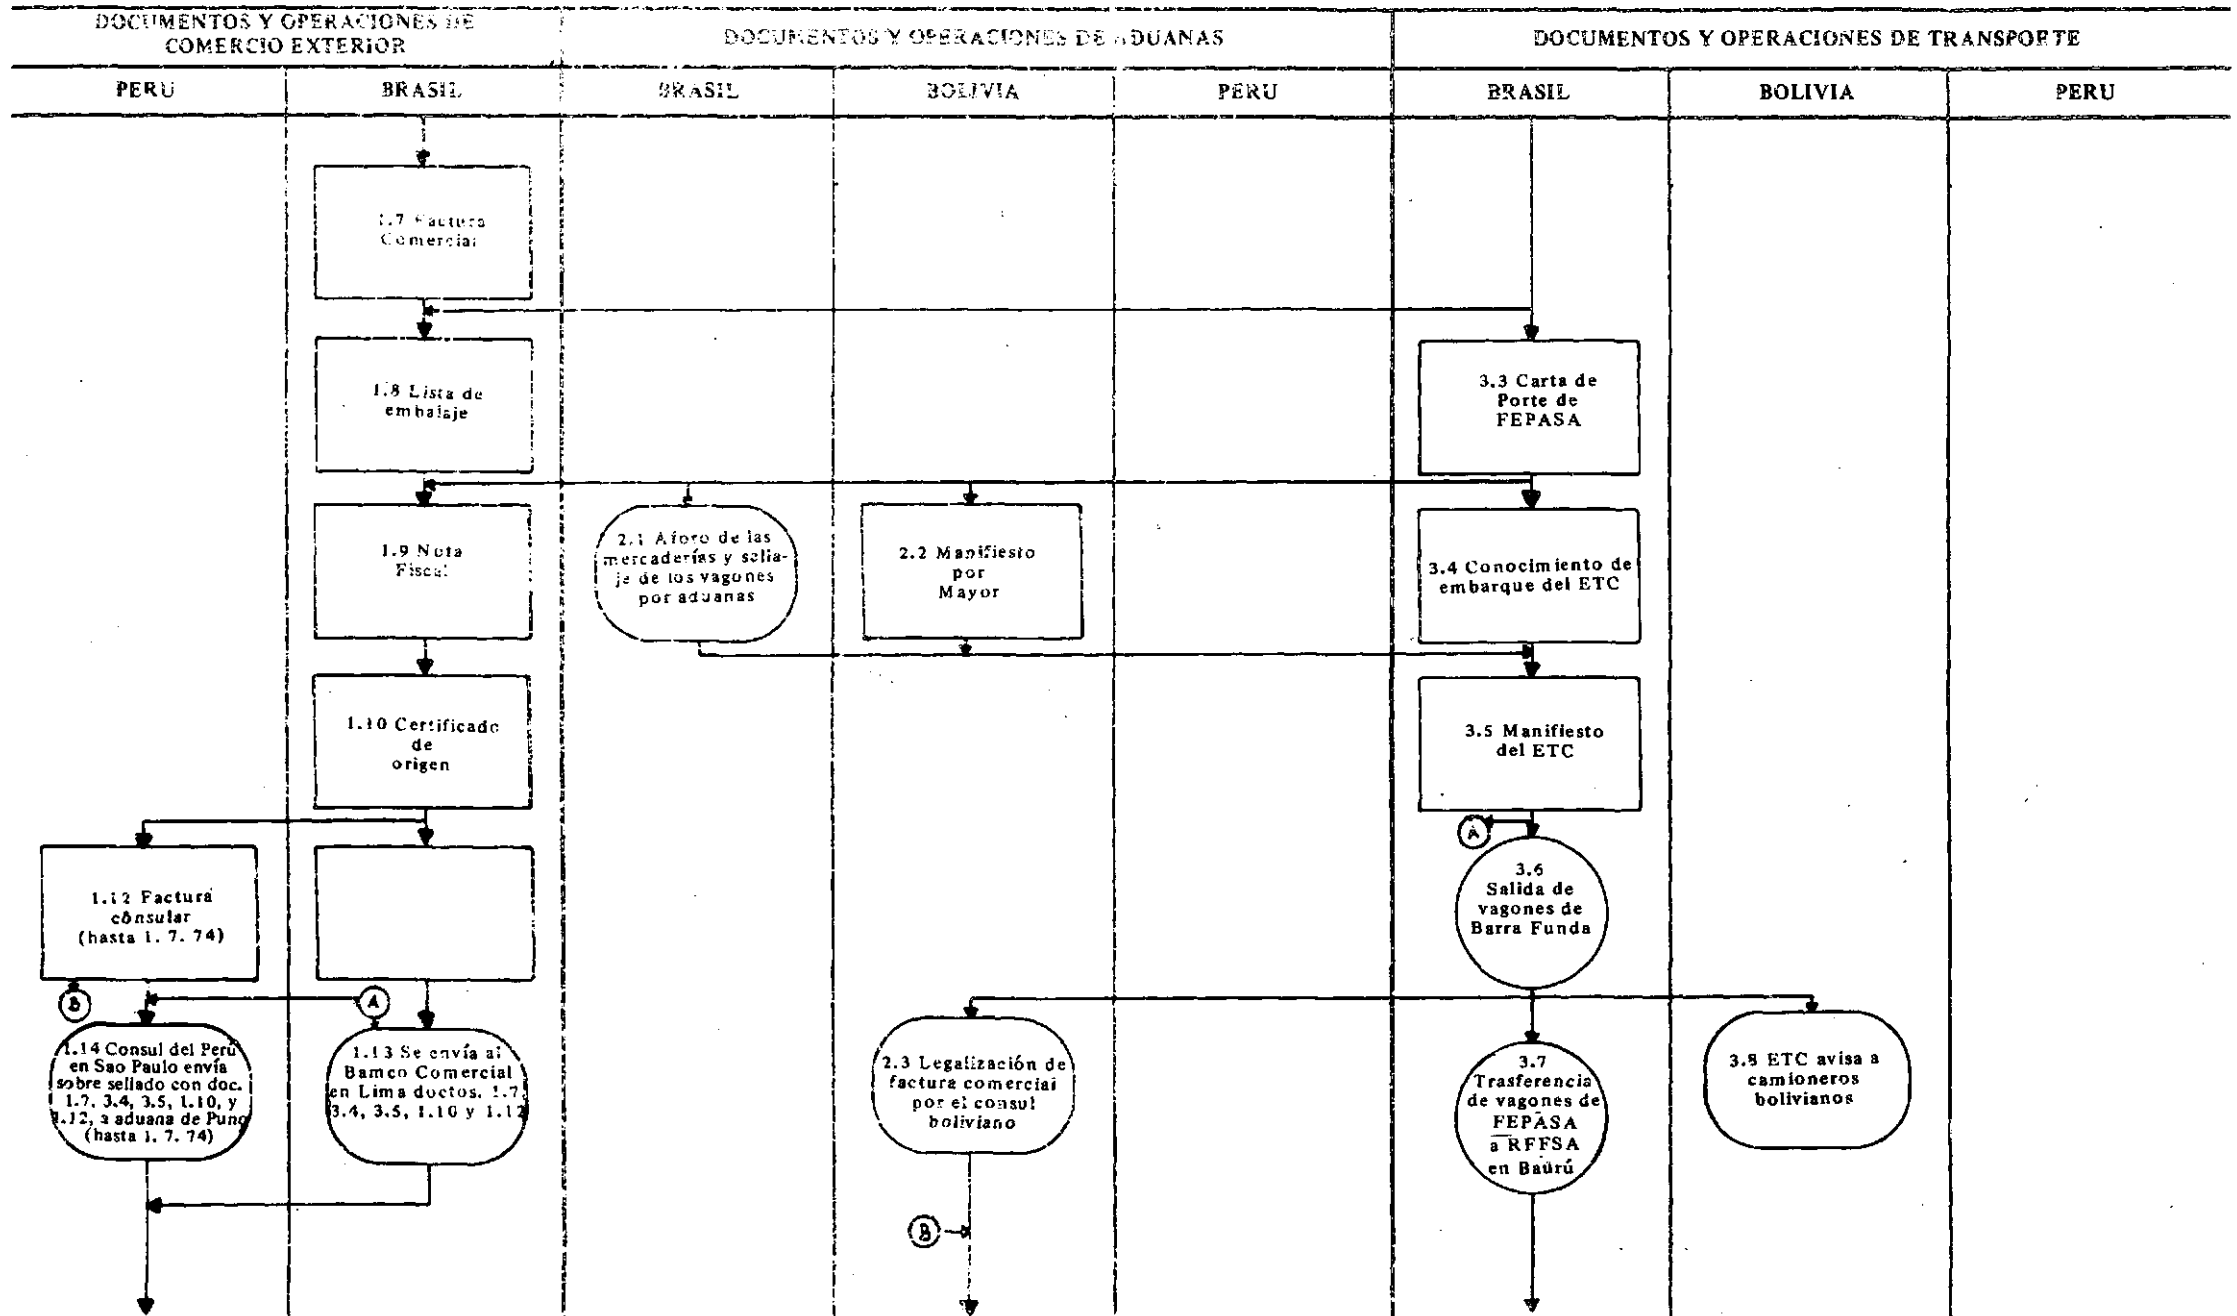 DOCUMENTOS Y OPERACIONES DE
COMERCIO EXTERIOR
DOCUMENTOS Y OPERACIONES DE ADUANAS
DOCUMENTOS Y OPERACIONES DE TRANSPORTE
PERU
BRASIL
BRASIL
BOLIVIA
PERU
BRASIL
BOLIVIA
PERU
1.7 Factura
Comercial
1.8 Lista de
embalaje
3.3 Carta de
Porte de
FEPASA
1.9 Nota
Fiscal
2.1 Aforo de las
mercaderías y sella-
je de los vagones
por aduanas
2.2 Manifiesto
por
Mayor
3.4 Conocimiento de
embarque del ETC
1.10 Certificado
de
origen
3.5 Manifiesto
del ETC
A
1.12 Factura
cônsular
(hasta 1. 7. 74)
3.6
Salida de
vagones de
Barra Funda
B
A
1.14 Consul del Perú
en Sao Paulo envía
sobre sellado con doc.
1.7, 3.4, 3.5, 1.10, y
1.12, a aduana de Puno
(hasta 1. 7. 74)
1.13 Se envía al
Bamco Comercial
en Lima doctos. 1.7,
3.4, 3.5, 1.10 y 1.12
2.3 Legalización de
factura comercial
por el consul
boliviano
3.7
Trasferencia
de vagones de
FEPASA
a RFFSA
en Baúrú
3.8 ETC avisa a
camioneros
bolivianos
B